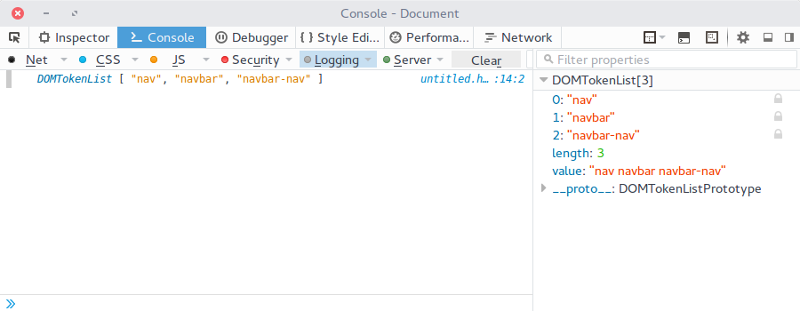 Console - Document
Inspector Console Debugger Style Edi... Performa... Network
Net CSS JS Security Logging Server Clear Filter properties
DOMTokenList [ "nav", "navbar", "navbar-nav" ] untitled.h… :14:2
DOMTokenList[3]
0: "nav"
1: "navbar"
2: "navbar-nav"
length: 3
value: "nav navbar navbar-nav"
__proto__: DOMTokenListPrototype